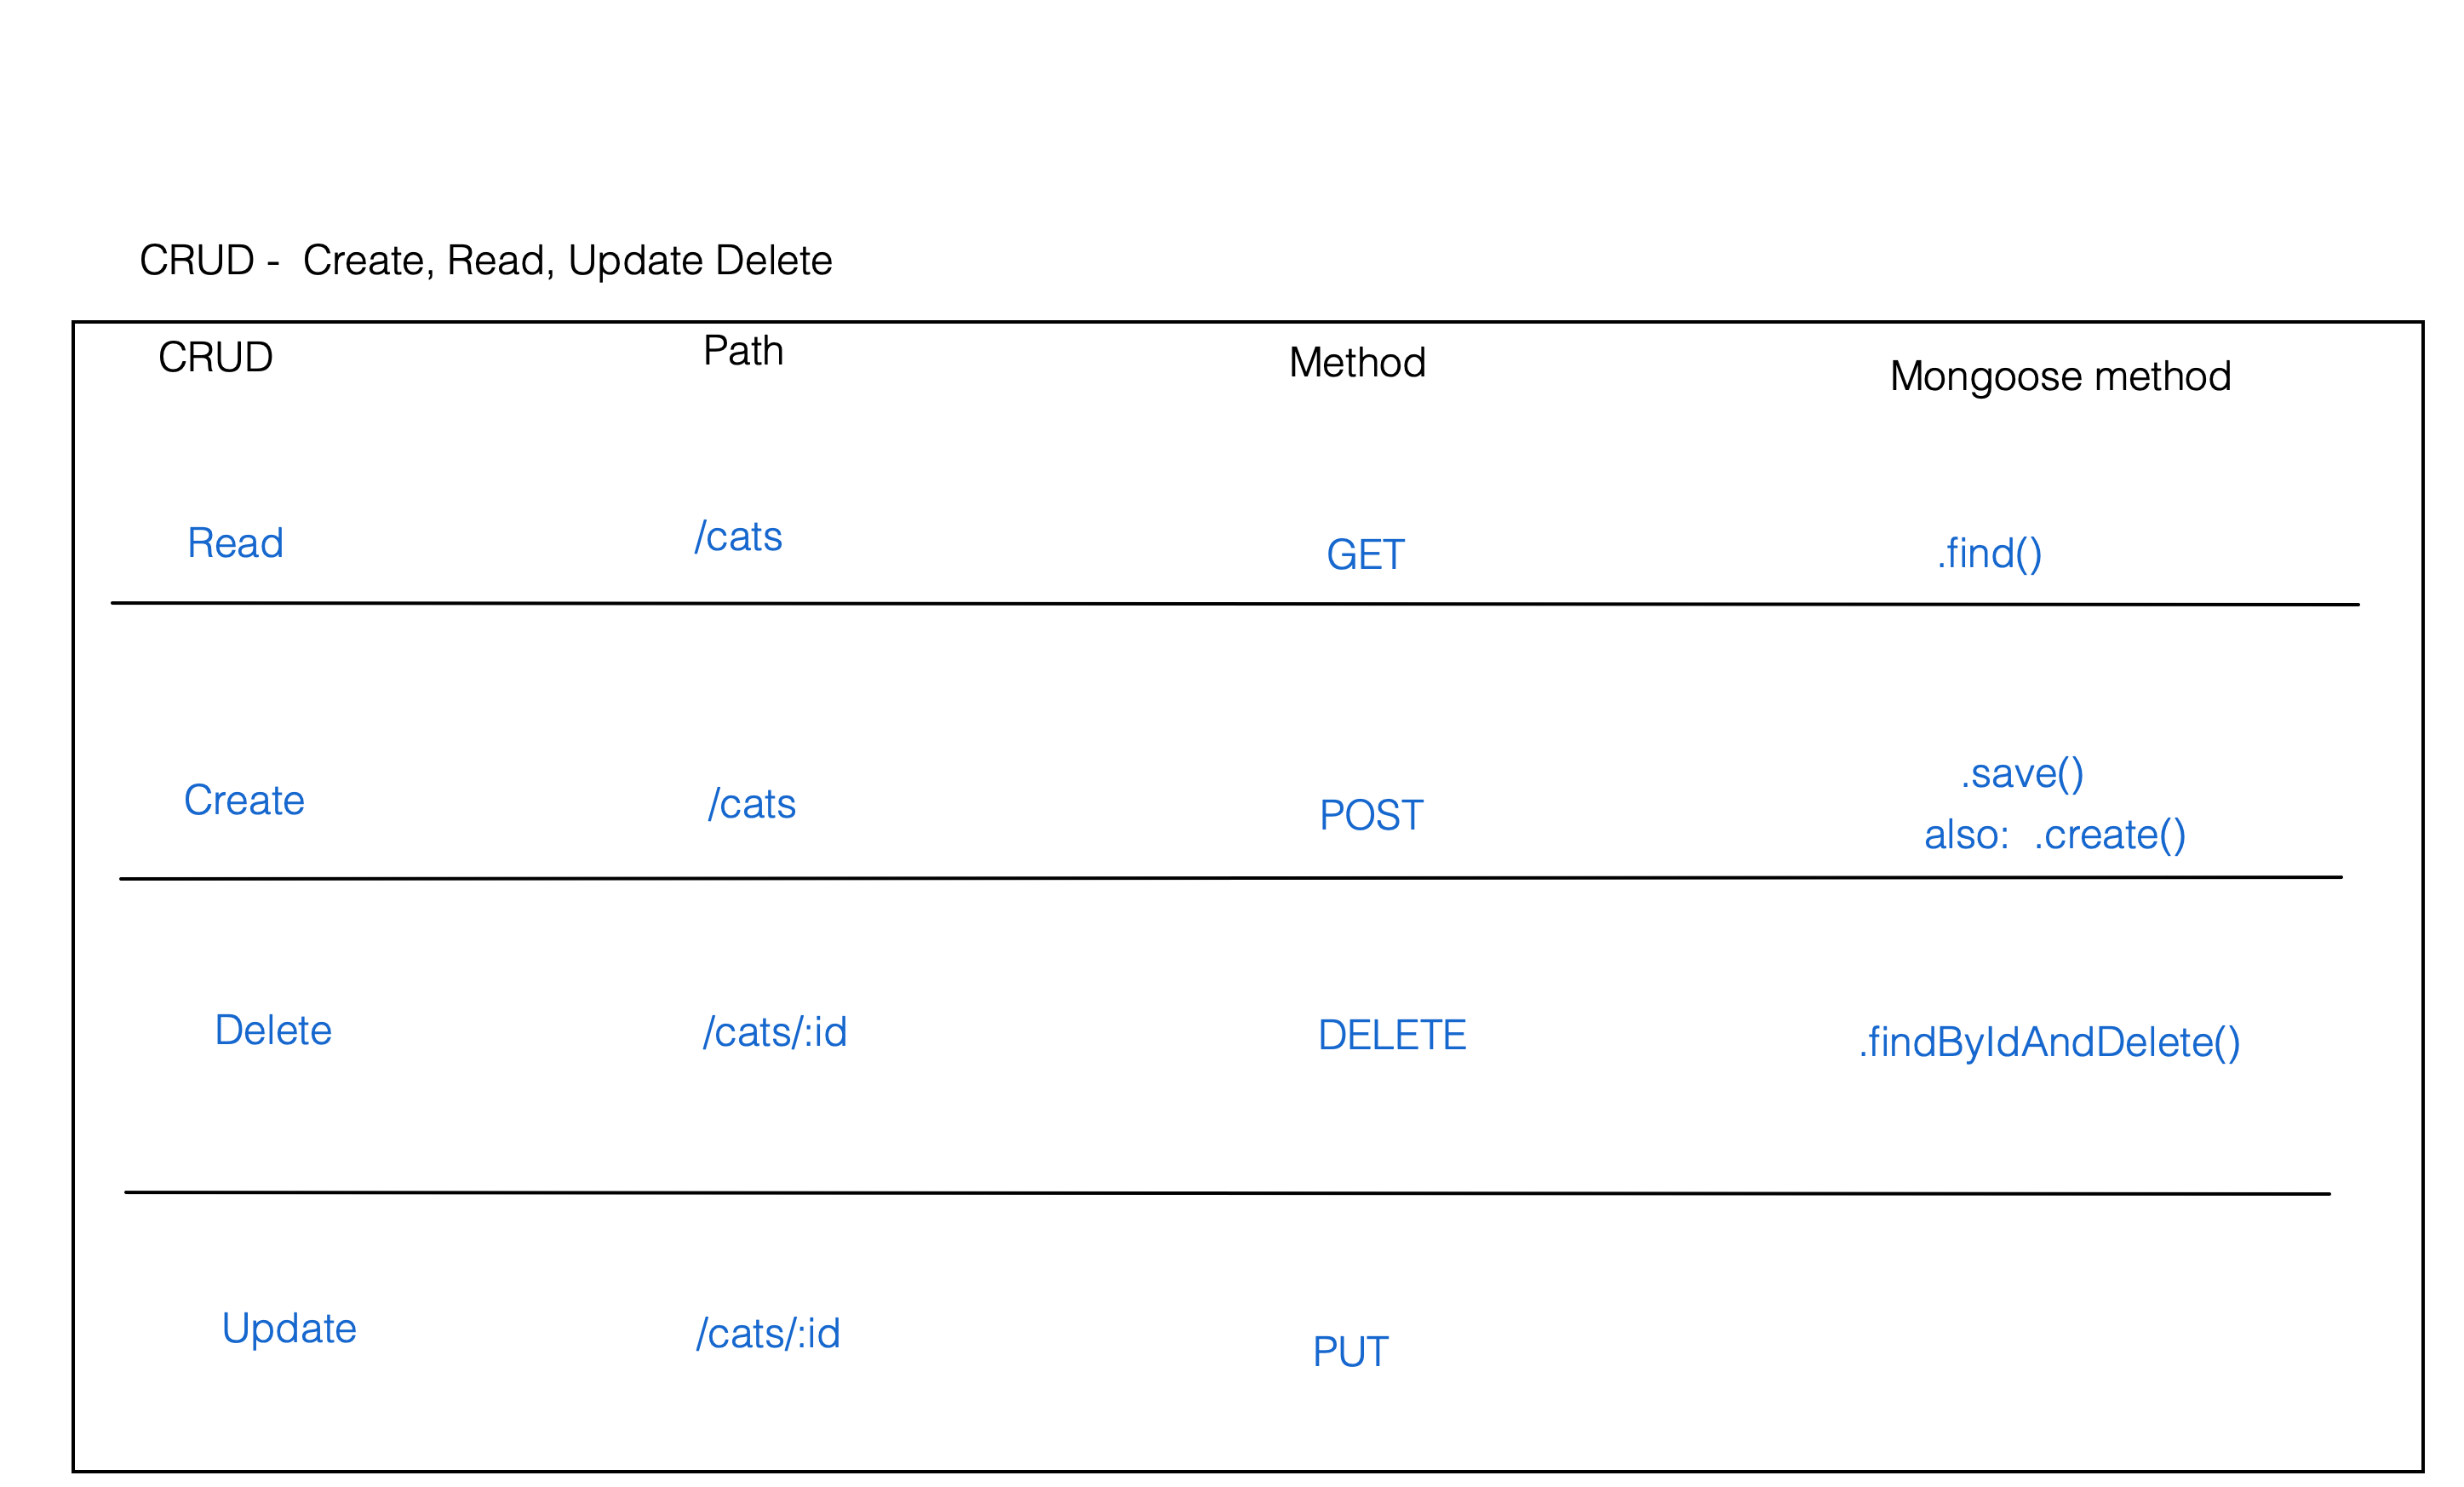 CRUD - Create, Read, Update Delete
CRUD Path Method Mongoose method
Read /cats GET .find()
Create /cats POST .save()
also: .create()
Delete /cats/:id DELETE .findByIdAndDelete()
Update /cats/:id PUT